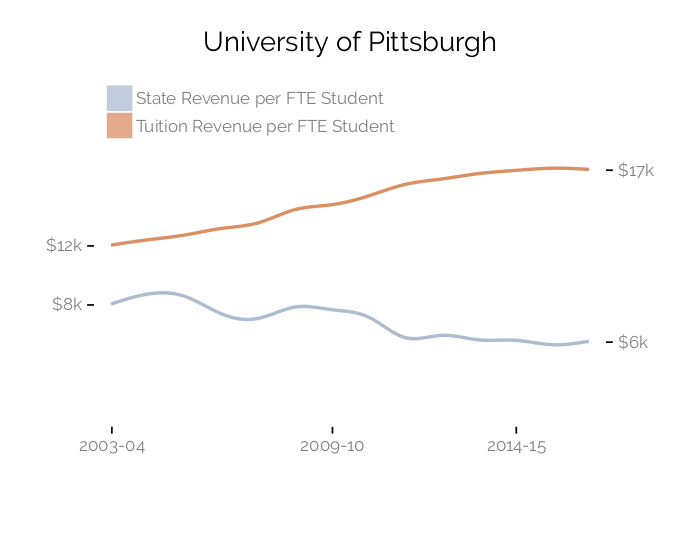 University of Pittsburgh
State Revenue per FTE Student
Tuition Revenue per FTE Student
$17k
$12k
$8k
$6k
2003-04 2009-10 2014-15